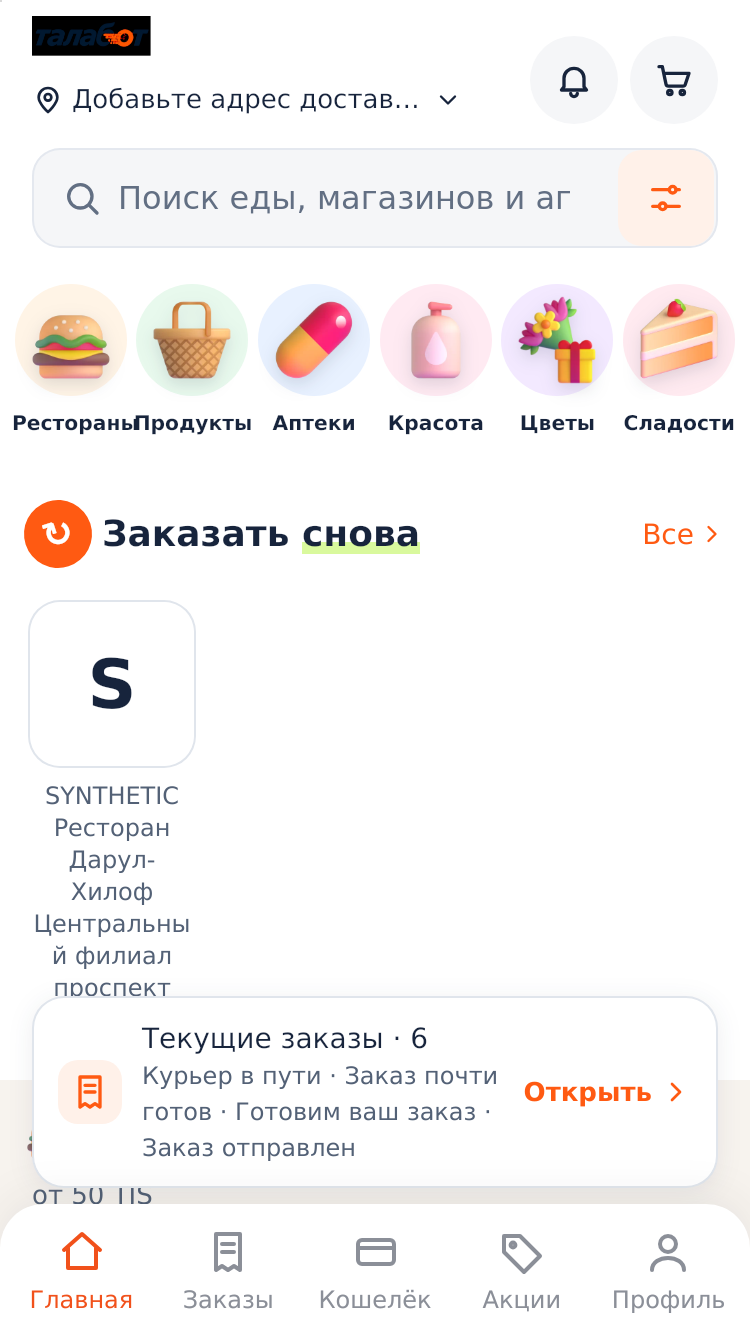 талабот
Добавьте адрес достав...
Поиск еды, магазинов и ап
Рестораны Продукты Аптеки Красота Цветы Сладости
Заказать снова
Все
S
SYNTHETIC
Ресторан
Дарул-
Хилоф
Центральны
й филиал
проспект
Текущие заказы · 6
Курьер в пути · Заказ почти
готов · Готовим ваш заказ ·
Заказ отправлен
Открыть
от 50 TJS
Главная Заказы Кошелёк Акции Профиль